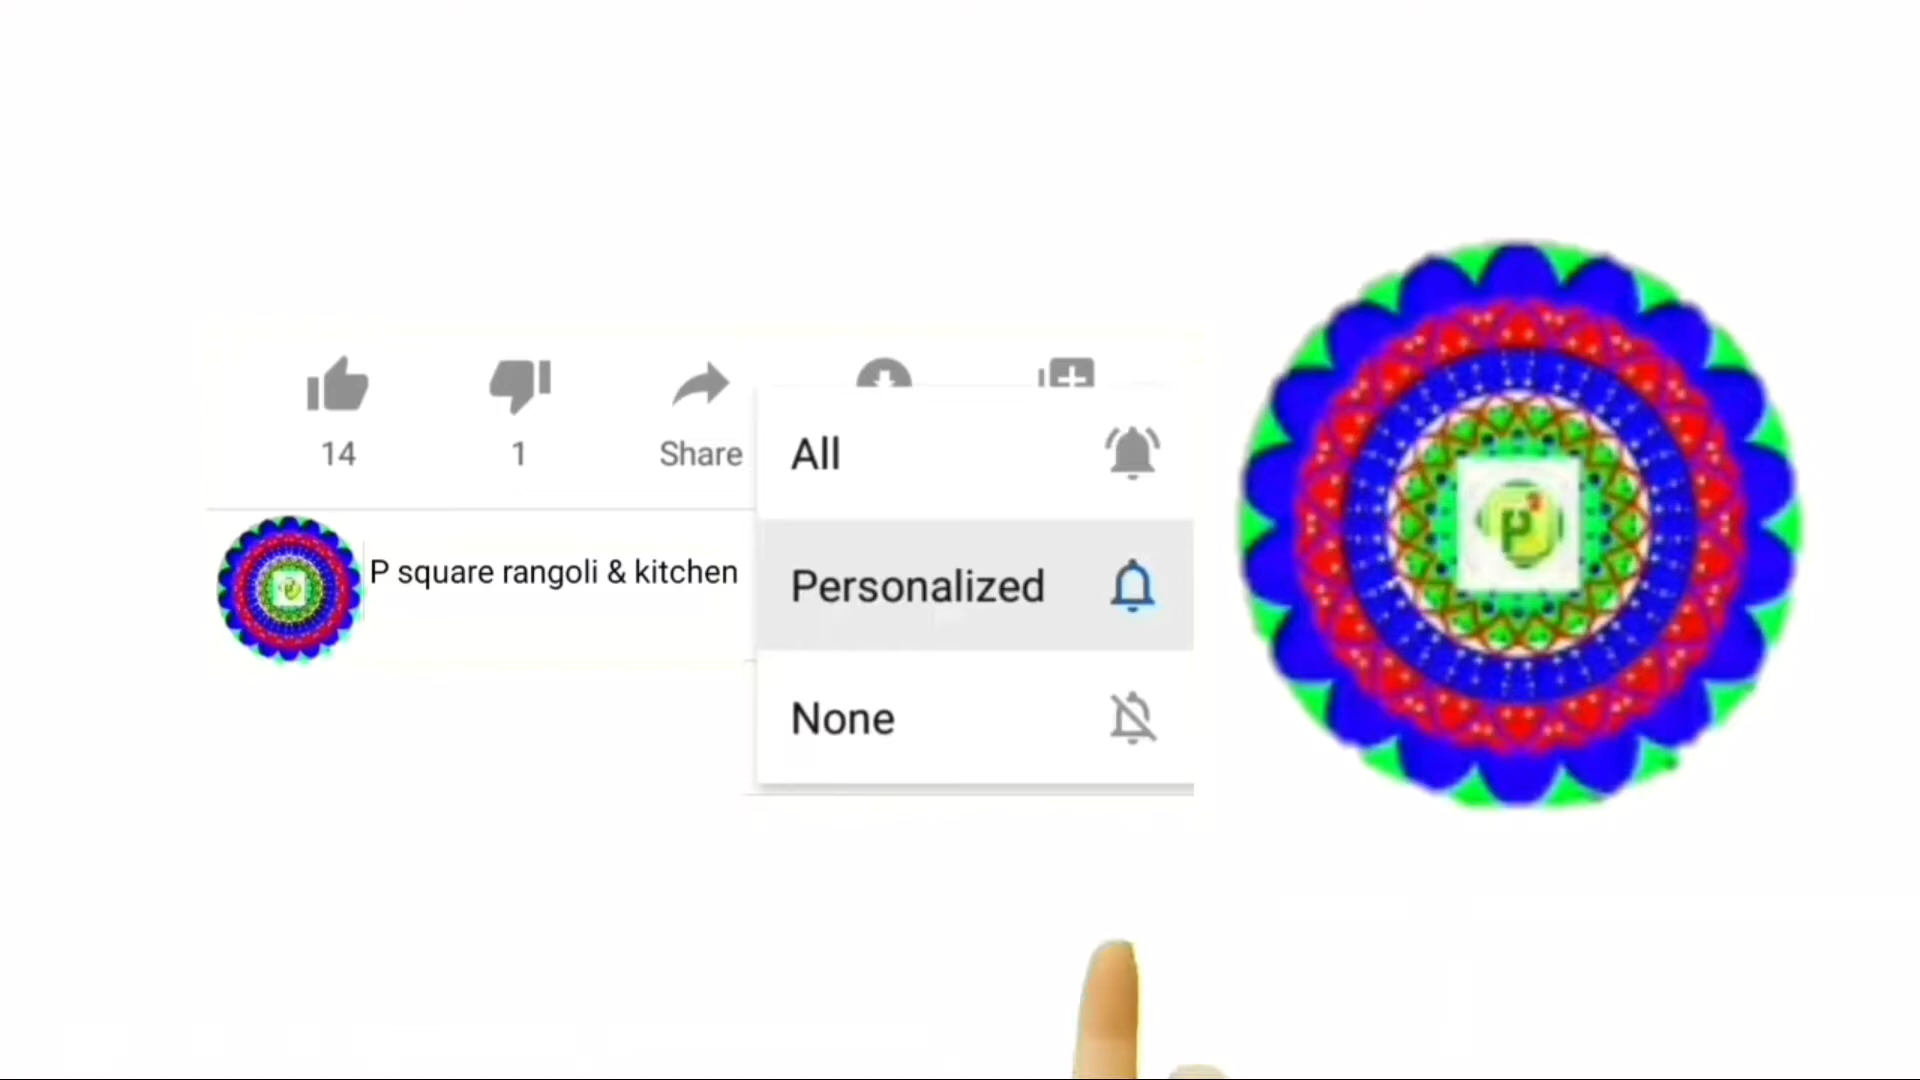 14
1
Share
P square rangoli & kitchen
All
Personalized
None
P